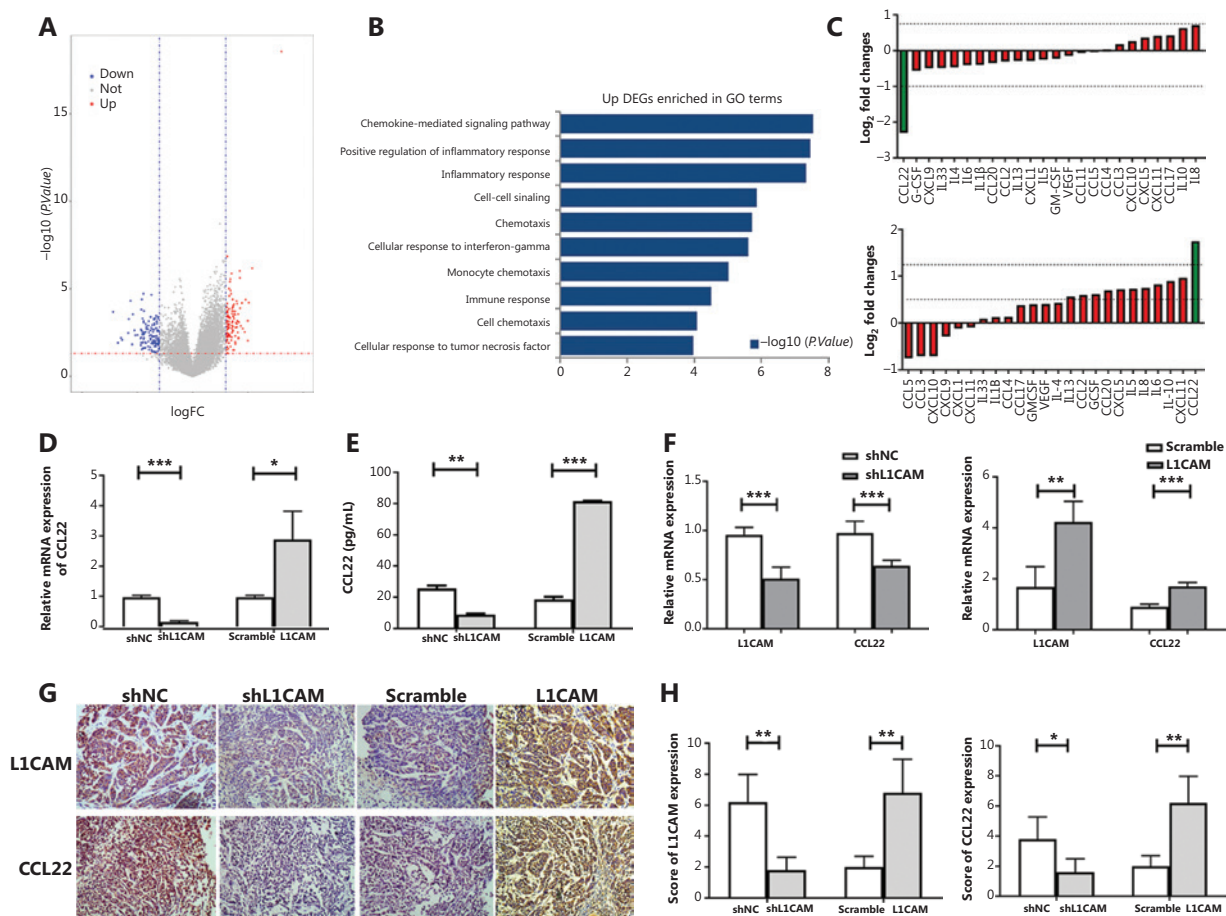 A
Down
Not
Up
15
10
5
0
−log10 (P.Value)
logFC
B
Up DEGs enriched in GO terms
Chemokine-mediated signaling pathway
Positive regulation of inflammatory response
Inflammatory response
Cell-cell sinaling
Chemotaxis
Cellular response to interferon-gamma
Monocyte chemotaxis
Immune response
Cell chemotaxis
Cellular response to tumor necrosis factor
−log10 (P.Value)
0 2 4 6 8
C
Log2 fold changes
1
0
−1
−2
−3
CCL22 G-CSF CXCL9 IL33 IL4 IL6 IL1β CCL20 CCL2 IL13 CXCL1 IL5 GM-CSF VEGF CCL11 CCL5 CCL4 CCL3 CXCL10 CXCL5 CXCL11 CCL17 IL10 IL8
Log2 fold changes
2
1
0
−1
CCL5 CCL3 CXCL10 CXCL9 CXCL1 CXCL11 IL33 IL1B CCL4 CCL17 GMCSF VEGF IL-4 IL13 CCL2 GCSF CCL20 CXCL5 IL5 IL8 IL6 IL-10 CXCL11 CCL22
D
Relative mRNA expression
of CCL22
5
4
3
2
1
0
*** *
shNC shL1CAM Scramble L1CAM
E
CCL22 (pg/mL)
100
80
60
40
20
0
** ***
shNC shL1CAM Scramble L1CAM
F
shNC
shL1CAM
Relative mRNA expression
1.5
1.0
0.5
0.0
*** ***
L1CAM CCL22
Scramble
L1CAM
Relative mRNA expression
6
4
2
0
** ***
L1CAM CCL22
G
shNC shL1CAM Scramble L1CAM
L1CAM
CCL22
H
Score of L1CAM expression
10
8
6
4
2
0
** **
shNC shL1CAM Scramble L1CAM
Score of CCL22 expression
10
8
6
4
2
0
* **
shNC shL1CAM Scramble L1CAM